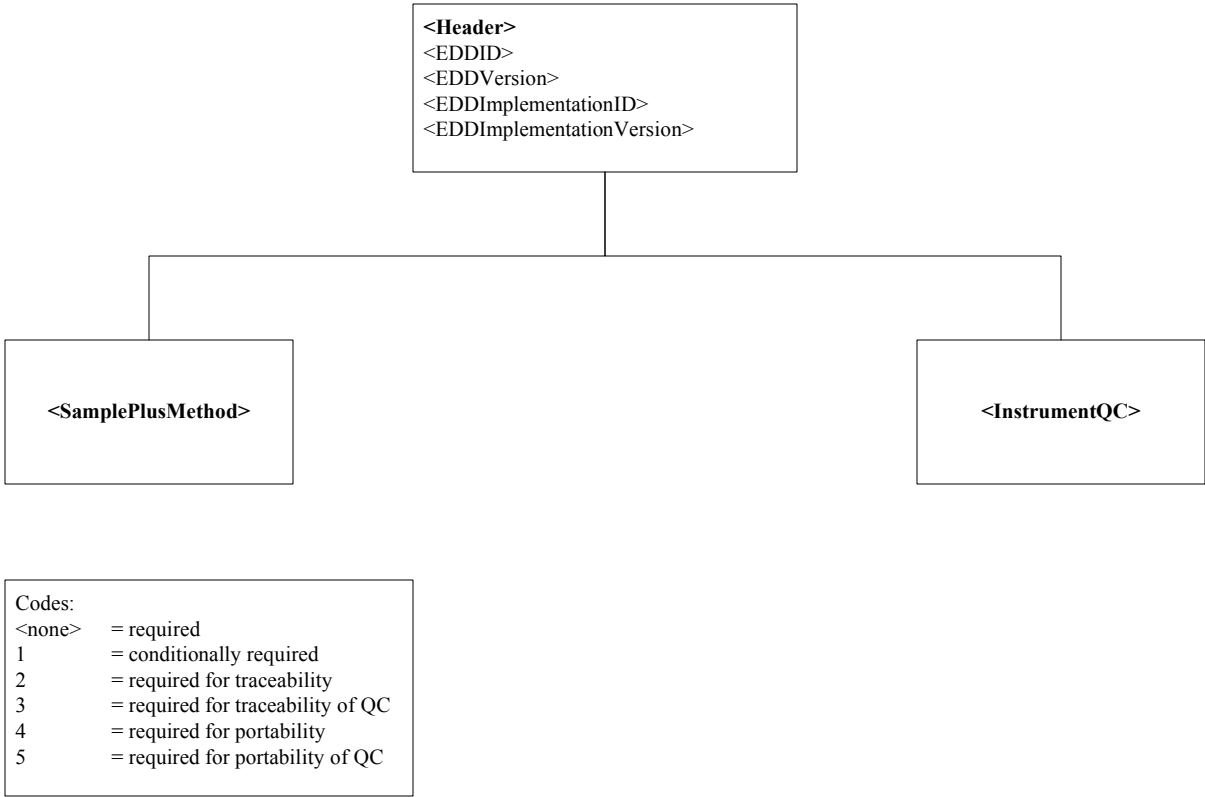 <Header>
<EDDID>
<EDDVersion>
<EDDImplementationID>
<EDDImplementationVersion>
<SamplePlusMethod>
<InstrumentQC>
Codes:
<none> = required
1 = conditionally required
2 = required for traceability
3 = required for traceability of QC
4 = required for portability
5 = required for portability of QC